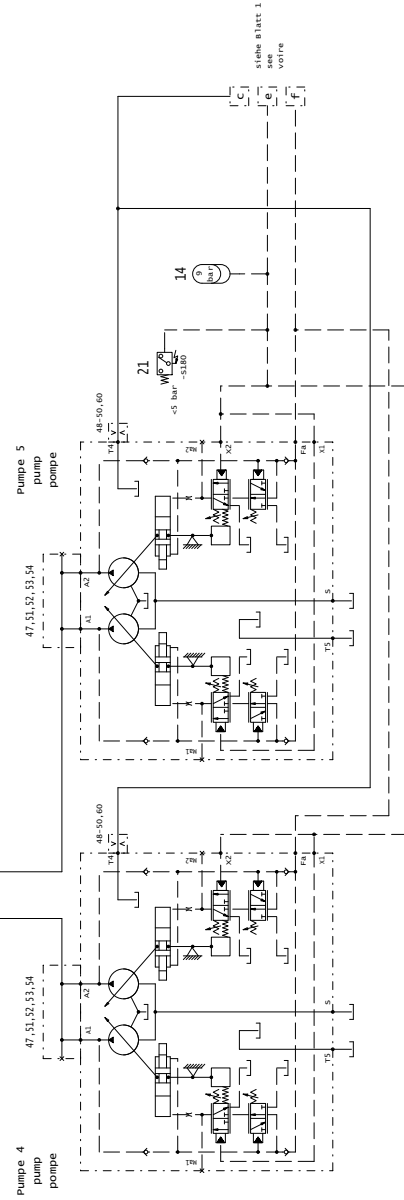 siehe Blatt 1
see
voire
c
e
f
14
9
bar
21
<5 bar
-S180
Pumpe 5
pump
pompe
47,51,52,53,54
48-50,60
T4
A1
A2
Ma1
Ma2
X2
Fa
X1
S
T5
Pumpe 4
pump
pompe
47,51,52,53,54
48-50,60
T4
A1
A2
Ma1
Ma2
X2
Fa
X1
S
T5